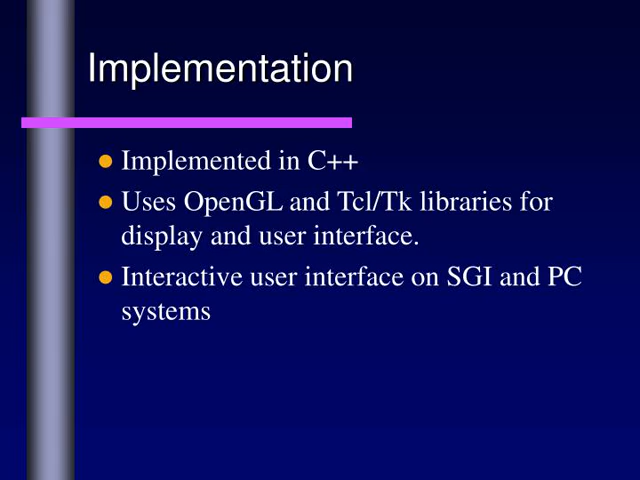 Implementation
Implemented in C++
Uses OpenGL and Tcl/Tk libraries for
display and user interface.
Interactive user interface on SGI and PC
systems